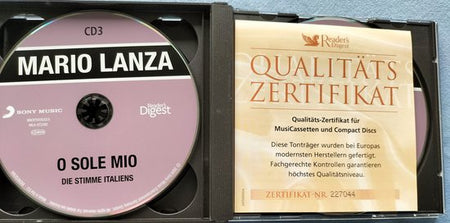 CD3
MARIO LANZA
SONY MUSIC
Reader's
Digest
O SOLE MIO
DIE STIMME ITALIENS
Reader's
Digest
QUALITÄTS
ZERTIFIKAT
Qualitäts-Zertifikat für
MusiCassetten und Compact Discs
Diese Tonträger wurden bei Europas
modernsten Herstellern gefertigt.
Fachgerechte Kontrollen garantieren
höchstes Qualitätsniveau.
ZERTIFIKAT-NR. 227044